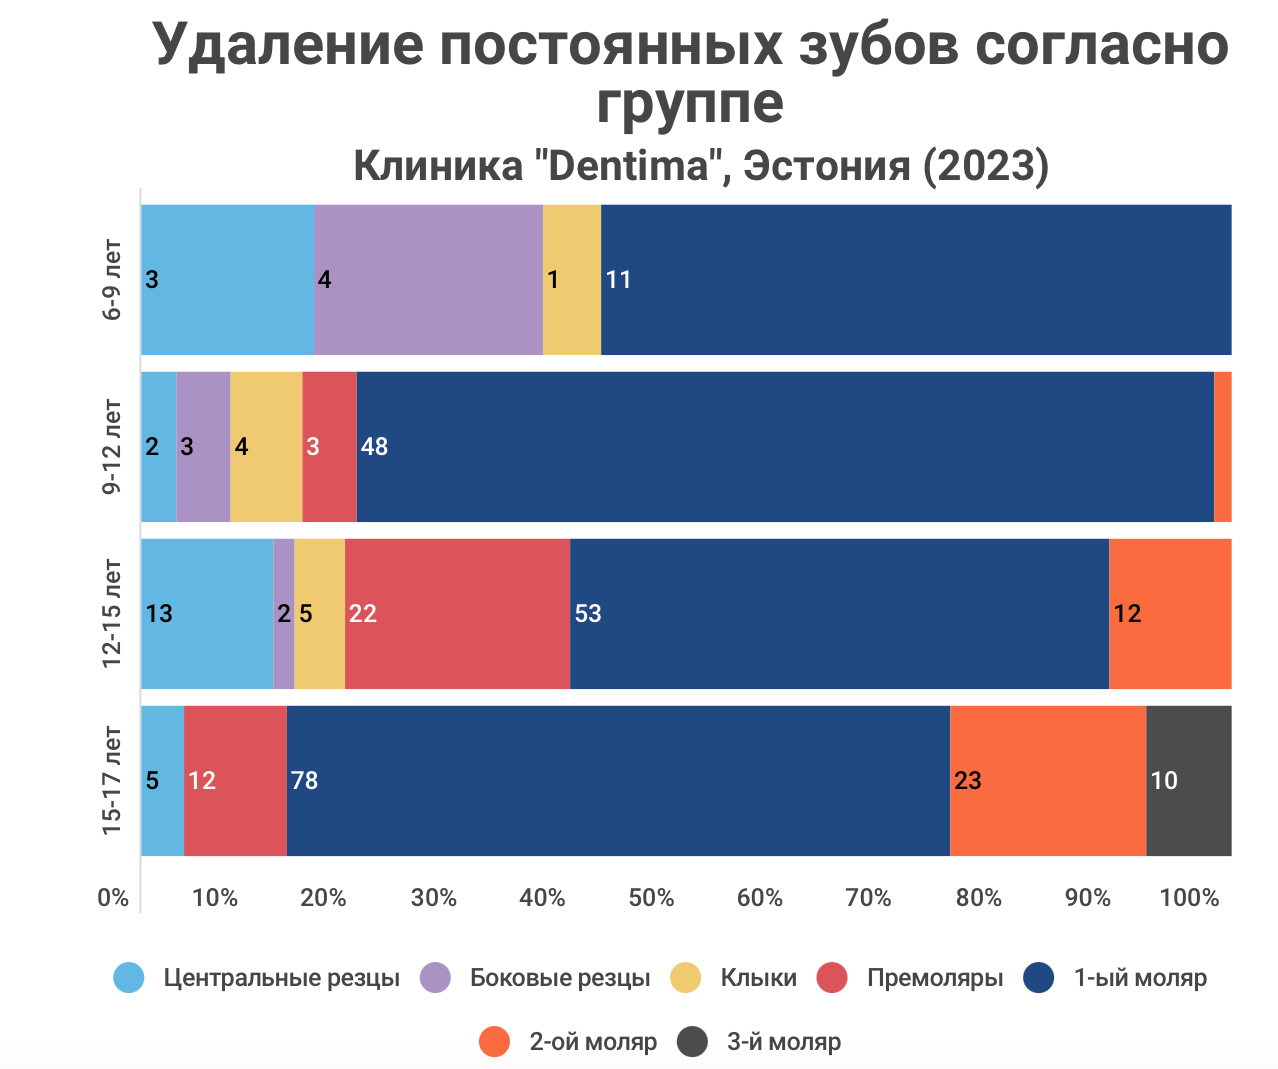 Удаление постоянных зубов согласно
группе
Клиника "Dentima", Эстония (2023)
6-9 лет
3 4 1 11
9-12 лет
2 3 4 3 48
12-15 лет
13 2 5 22 53 12
15-17 лет
5 12 78 23 10
0% 10% 20% 30% 40% 50% 60% 70% 80% 90% 100%
Центральные резцы Боковые резцы Клыки Премоляры 1-ый моляр
2-ой моляр 3-й моляр